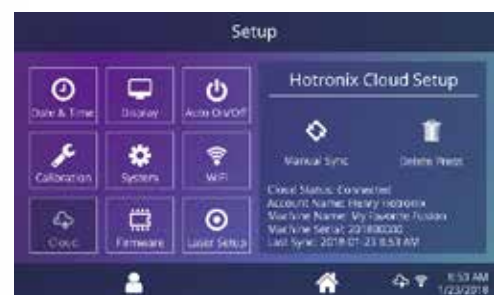 Setup
Date & Time
Display
Auto On/Off
Calibration
System
WiFi
Cloud
Firmware
Laser Setup
Hotronix Cloud Setup
Manual Sync
Delete Press
Cloud Status: Connected
Account Name: Henry Hotronix
Machine Name: My Favorite Fusion
Machine Serial: 201800000
Last Sync: 2018-01-23 8:53 AM
8:53 AM
1/23/2018